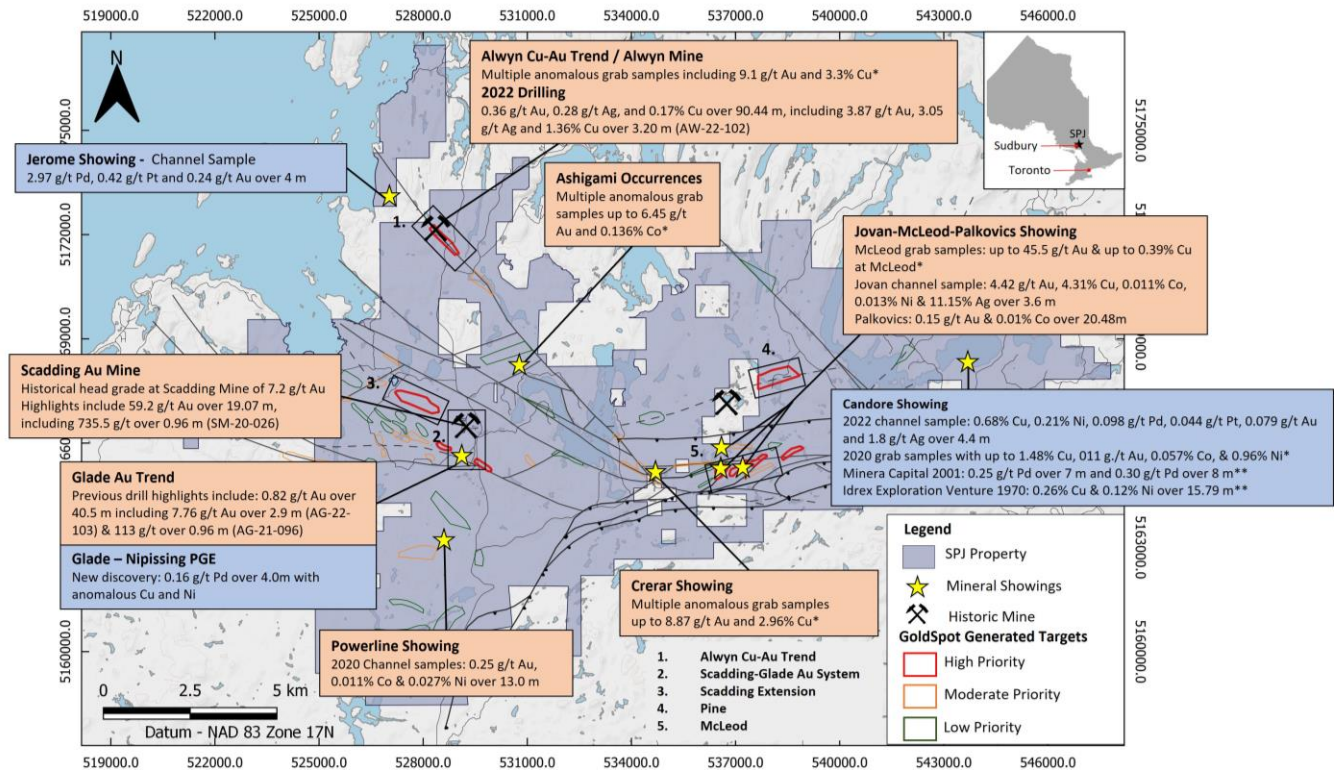 519000.0 522000.0 525000.0 528000.0 531000.0 534000.0 537000.0 540000.0 543000.0 546000.0
N
Alwyn Cu-Au Trend / Alwyn Mine
Multiple anomalous grab samples including 9.1 g/t Au and 3.3% Cu*
2022 Drilling
0.36 g/t Au, 0.28 g/t Ag, and 0.17% Cu over 90.44 m, including 3.87 g/t Au, 3.05
g/t Ag and 1.36% Cu over 3.20 m (AW-22-102)
SPJ
Sudbury
Toronto
5175000.0
Jerome Showing - Channel Sample
2.97 g/t Pd, 0.42 g/t Pt and 0.24 g/t Au over 4 m
Ashigami Occurrences
Multiple anomalous grab
samples up to 6.45 g/t
Au and 0.136% Co*
1.
5172000.0
Jovan-McLeod-Palkovics Showing
McLeod grab samples: up to 45.5 g/t Au & up to 0.39% Cu
at McLeod*
Jovan channel sample: 4.42 g/t Au, 4.31% Cu, 0.011% Co,
0.013% Ni & 11.15% Ag over 3.6 m
Palkovics: 0.15 g/t Au & 0.01% Co over 20.48m
4.
Scadding Au Mine
Historical head grade at Scadding Mine of 7.2 g/t Au
Highlights include 59.2 g/t Au over 19.07 m,
including 735.5 g/t over 0.96 m (SM-20-026)
3.
2.
5.
Candore Showing
2022 channel sample: 0.68% Cu, 0.21% Ni, 0.098 g/t Pd, 0.044 g/t Pt, 0.079 g/t Au
and 1.8 g/t Ag over 4.4 m
2020 grab samples with up to 1.48% Cu, 011 g./t Au, 0.057% Co, & 0.96% Ni*
Minera Capital 2001: 0.25 g/t Pd over 7 m and 0.30 g/t Pd over 8 m**
Idrex Exploration Venture 1970: 0.26% Cu & 0.12% Ni over 15.79 m**
Glade Au Trend
Previous drill highlights include: 0.82 g/t Au over
40.5 m including 7.76 g/t Au over 2.9 m (AG-22-
103) & 113 g/t over 0.96 m (AG-21-096)
Glade – Nipissing PGE
New discovery: 0.16 g/t Pd over 4.0m with
anomalous Cu and Ni
5163000.0
Crerar Showing
Multiple anomalous grab samples
up to 8.87 g/t Au and 2.96% Cu*
Powerline Showing
2020 Channel samples: 0.25 g/t Au,
0.011% Co & 0.027% Ni over 13.0 m
5160000.0
5160000.0
1. Alwyn Cu-Au Trend
2. Scadding-Glade Au System
3. Scadding Extension
4. Pine
5. McLeod
Legend
SPJ Property
Mineral Showings
Historic Mine
GoldSpot Generated Targets
High Priority
Moderate Priority
Low Priority
0 2.5 5 km
Datum - NAD 83 Zone 17N
519000.0 522000.0 525000.0 528000.0 531000.0 534000.0 537000.0 540000.0 543000.0 546000.0